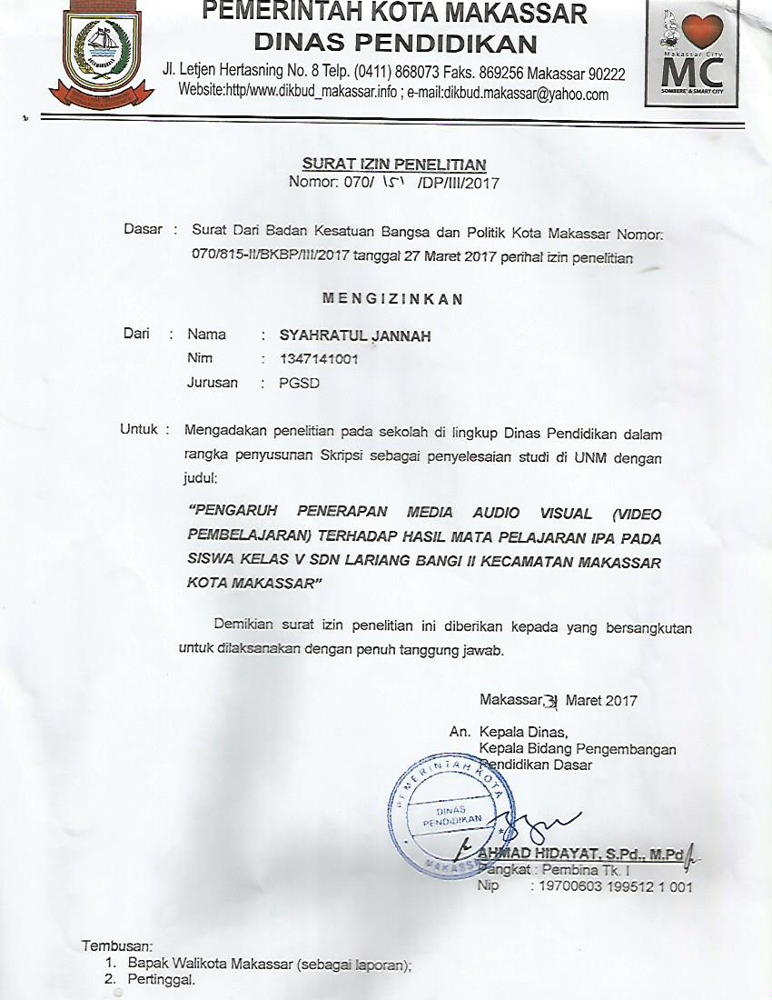 PEMERINTAH KOTA MAKASSAR
DINAS PENDIDIKAN
Jl. Letjen Hertasning No. 8 Telp. (0411) 868073 Faks. 869256 Makassar 90222
Website:http/www.dikbud_makassar.info ; e-mail:dikbud.makassar@yahoo.com
Makassar City
MC
SOMBERE' & SMART CITY
SURAT IZIN PENELITIAN
Nomor: 070/ 151 /DP/III/2017
Dasar : Surat Dari Badan Kesatuan Bangsa dan Politik Kota Makassar Nomor:
070/815-II/BKBP/III/2017 tanggal 27 Maret 2017 perihal izin penelitian
MENGIZINKAN
Dari : Nama : SYAHRATUL JANNAH
Nim : 1347141001
Jurusan : PGSD
Untuk : Mengadakan penelitian pada sekolah di lingkup Dinas Pendidikan dalam
rangka penyusunan Skripsi sebagai penyelesaian studi di UNM dengan
judul:
"PENGARUH PENERAPAN MEDIA AUDIO VISUAL (VIDEO
PEMBELAJARAN) TERHADAP HASIL MATA PELAJARAN IPA PADA
SISWA KELAS V SDN LARIANG BANGI II KECAMATAN MAKASSAR
KOTA MAKASSAR"
Demikian surat izin penelitian ini diberikan kepada yang bersangkutan
untuk dilaksanakan dengan penuh tanggung jawab.
Makassar, 31 Maret 2017
An. Kepala Dinas,
Kepala Bidang Pengembangan
Pendidikan Dasar
PEMERINTAH KOTA
DINAS
PENDIDIKAN
MAKASSAR
AHMAD HIDAYAT, S.Pd., M.Pd
Pangkat : Pembina Tk. I
Nip : 19700603 199512 1 001
Tembusan:
1. Bapak Walikota Makassar (sebagai laporan);
2. Pertinggal.